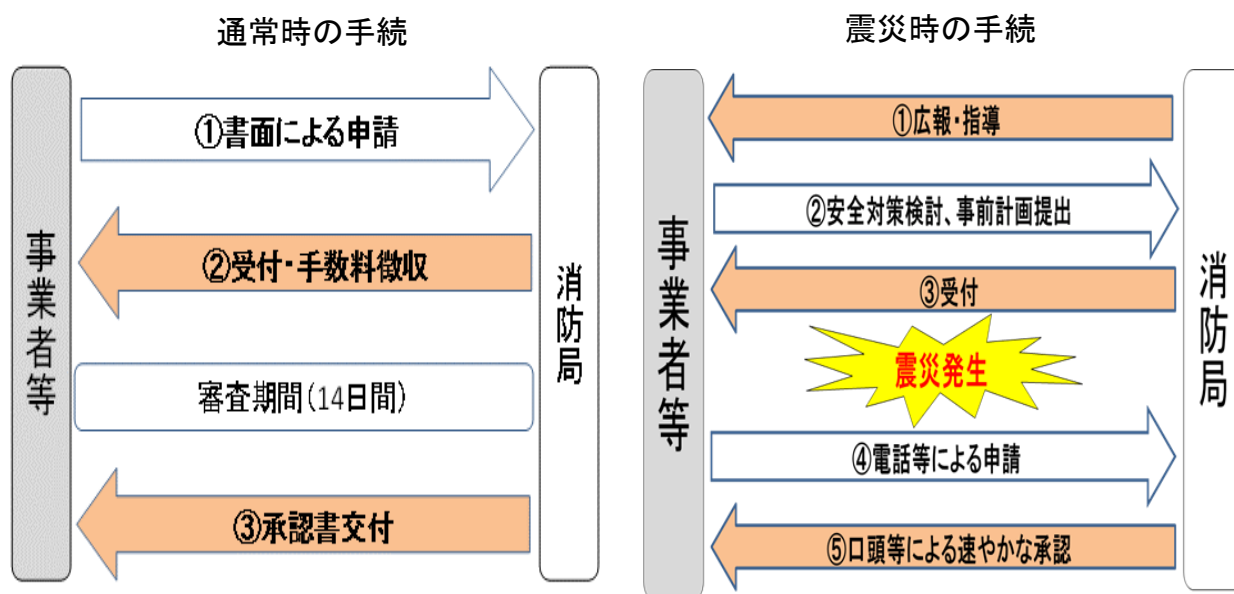 通常時の手続
事業者等
①書面による申請
②受付・手数料徴収
審査期間(14日間)
③承認書交付
消防局
震災時の手続
事業者等
①広報・指導
②安全対策検討、事前計画提出
③受付
震災発生
④電話等による申請
⑤口頭等による速やかな承認
消防局